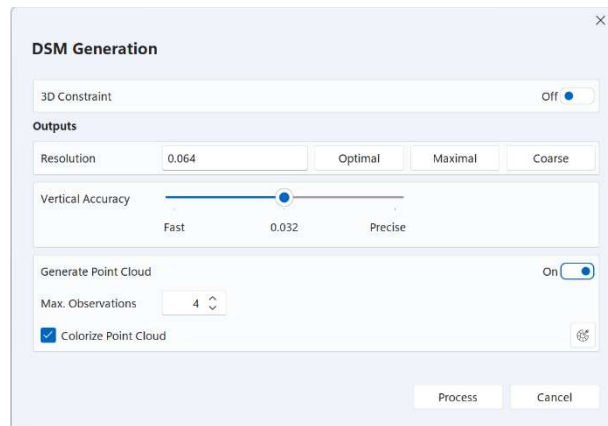 DSM Generation
3D Constraint Off
Outputs
Resolution 0.064 Optimal Maximal Coarse
Vertical Accuracy
Fast 0.032 Precise
Generate Point Cloud On
Max. Observations 4
Colorize Point Cloud
Process Cancel